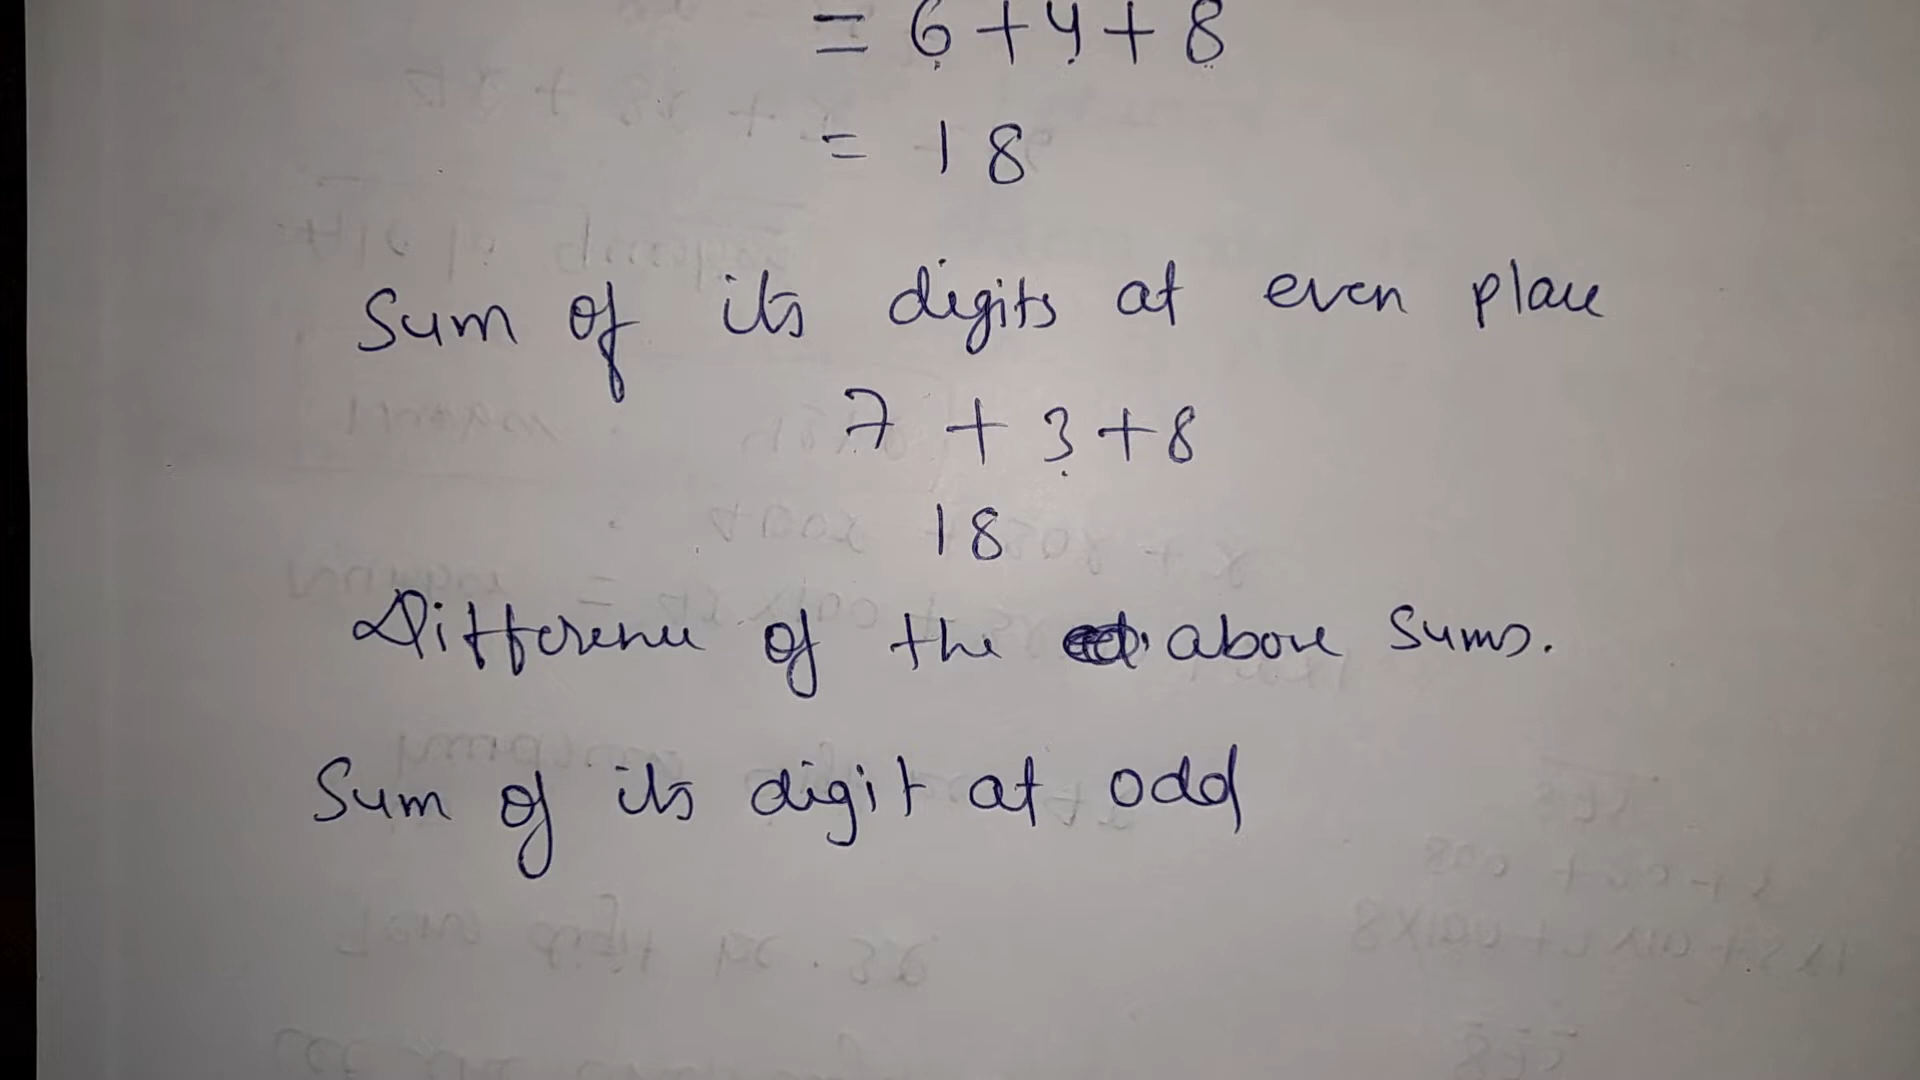 = 6 + 4 + 8
= 18
Sum of its digits at even place
7 + 3 + 8
18
Difference of the above sums.
Sum of its digit at odd